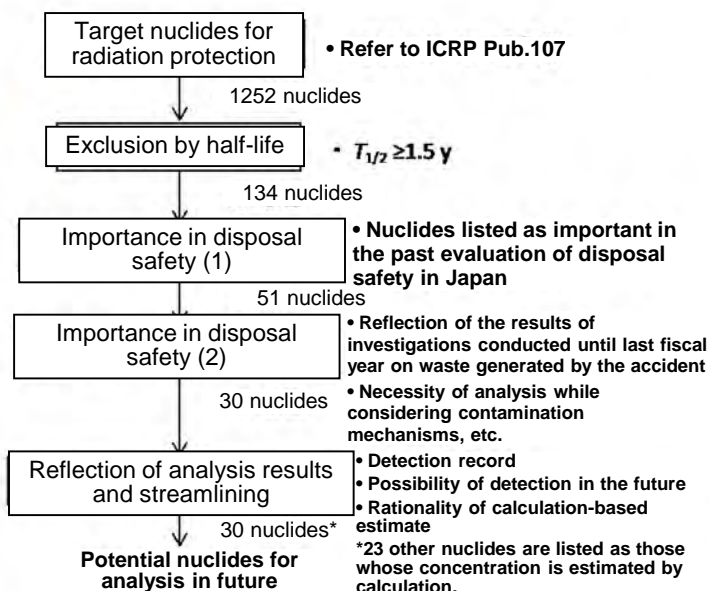 Target nuclides for
radiation protection
• Refer to ICRP Pub.107
1252 nuclides
Exclusion by half-life
• T1/2 ≥1.5 y
134 nuclides
Importance in disposal
safety (1)
• Nuclides listed as important in
the past evaluation of disposal
safety in Japan
51 nuclides
Importance in disposal
safety (2)
• Reflection of the results of
investigations conducted until last fiscal
year on waste generated by the accident
• Necessity of analysis while
considering contamination
mechanisms, etc.
30 nuclides
Reflection of analysis results
and streamlining
• Detection record
• Possibility of detection in the future
• Rationality of calculation-based
estimate
30 nuclides*
*23 other nuclides are listed as those
whose concentration is estimated by
calculation.
Potential nuclides for
analysis in future